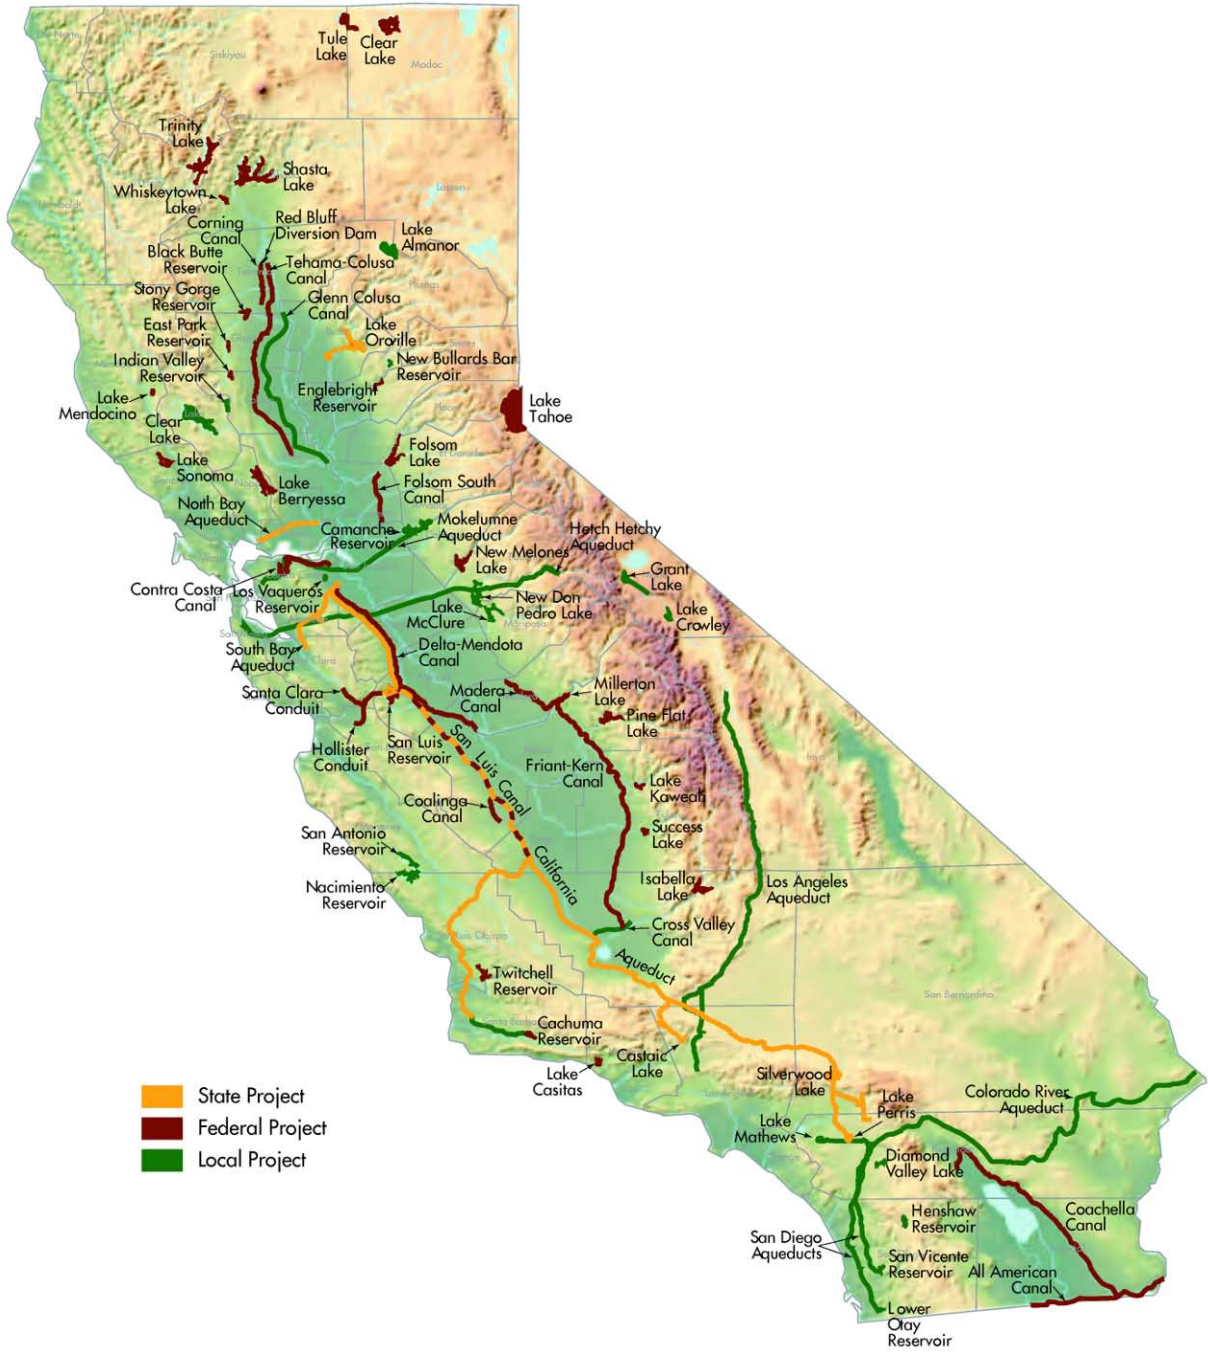 Tule
Lake
Clear
Lake
Siskiyou
Modoc
Trinity
Lake
Shasta
Lake
Lassen
Whiskeytown
Lake
Humboldt
Corning
Canal
Red Bluff
Diversion Dam
Lake
Almanor
Black Butte
Reservoir
Tehama-Colusa
Canal
Stony Gorge
Reservoir
Glenn Colusa
Canal
East Park
Reservoir
Lake
Oroville
Indian Valley
Reservoir
New Bullards Bar
Reservoir
Englebright
Reservoir
Lake
Mendocino
Lake
Tahoe
Clear
Lake
Folsom
Lake
Lake
Sonoma
Lake
Berryessa
Folsom South
Canal
North Bay
Aqueduct
Camanche
Reservoir
Mokelumne
Aqueduct
Hetch Hetchy
Aqueduct
New Melones
Lake
Grant
Lake
Contra Costa
Canal
Los Vaqueros
Reservoir
New Don
Pedro Lake
Lake
McClure
Mariposa
Lake
Crowley
South Bay
Aqueduct
Delta-Mendota
Canal
Santa Clara
Conduit
Madera
Canal
Millerton
Lake
Pine Flat
Lake
Hollister
Conduit
San Luis
Reservoir
San Luis Canal
Friant-Kern
Canal
Inyo
Lake
Kaweah
Coalinga
Canal
San Antonio
Reservoir
Success
Lake
Nacimiento
Reservoir
California
Aqueduct
Isabella
Lake
Los Angeles
Aqueduct
Cross Valley
Canal
San Bernardino
Twitchell
Reservoir
Cachuma
Reservoir
Castaic
Lake
Lake
Casitas
Silverwood
Lake
Lake
Perris
Colorado River
Aqueduct
Lake
Mathews
Diamond
Valley Lake
Orange
Henshaw
Reservoir
Coachella
Canal
San Diego
Aqueducts
San Vicente
Reservoir
All American
Canal
Lower
Otay
Reservoir
State Project
Federal Project
Local Project